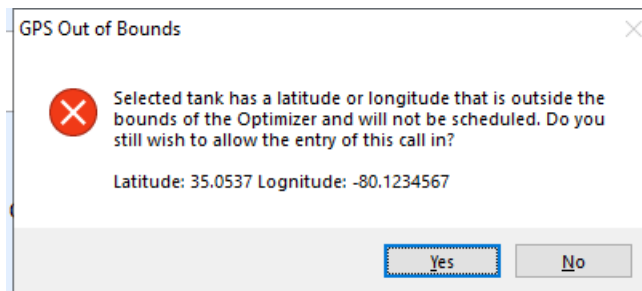 GPS Out of Bounds
Selected tank has a latitude or longitude that is outside the
bounds of the Optimizer and will not be scheduled. Do you
still wish to allow the entry of this call in?
Latitude: 35.0537 Lognitude: -80.1234567
Yes
No